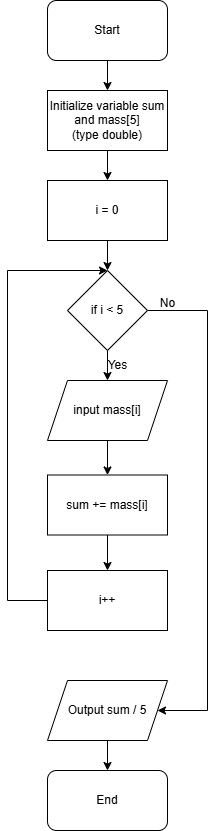 Start
Initialize variable sum
and mass[5]
(type double)
i = 0
if i < 5
No
Yes
input mass[i]
sum += mass[i]
i++
Output sum / 5
End